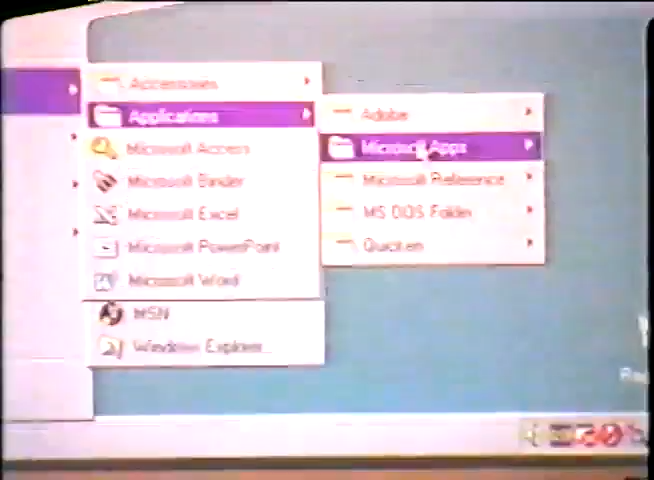 Accessories
Applications
Microsoft Access
Microsoft Binder
Microsoft Excel
Microsoft PowerPoint
Microsoft Word
MSN
Windows Explorer
Adobe
Microsoft Apps
Microsoft Reference
MS DOS Folder
Quicken